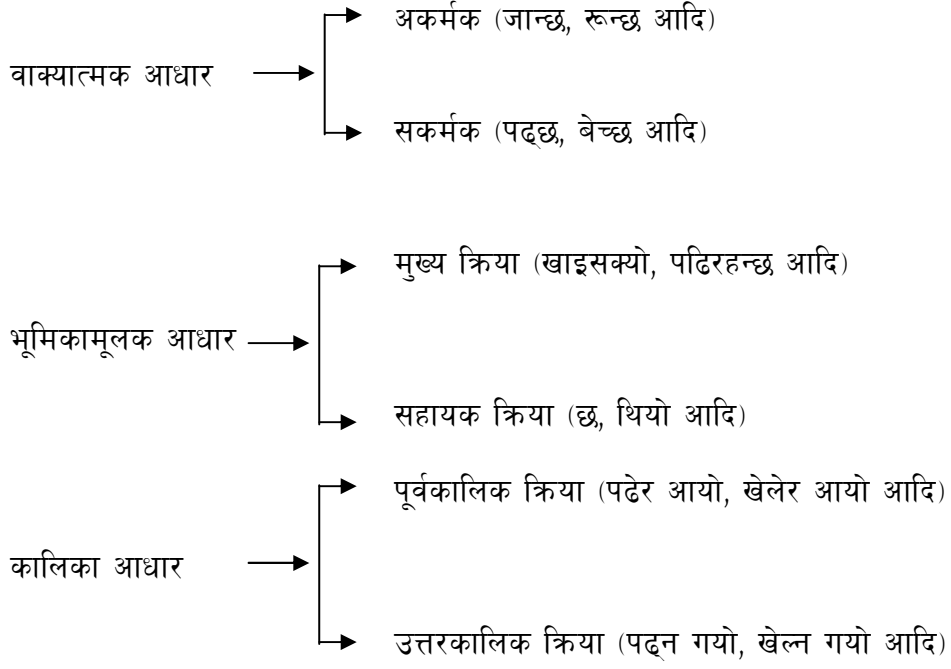 अकर्मक (जान्छ, रून्छ आदि)
वाक्यात्मक आधार
सकर्मक (पढ्छ, बेच्छ आदि)
मुख्य क्रिया (खाइसक्यो, पढिरहन्छ आदि)
भूमिकामूलक आधार
सहायक क्रिया (छ, थियो आदि)
पूर्वकालिक क्रिया (पढेर आयो, खेलेर आयो आदि)
कालिका आधार
उत्तरकालिक क्रिया (पढ्न गयो, खेल्न गयो आदि)